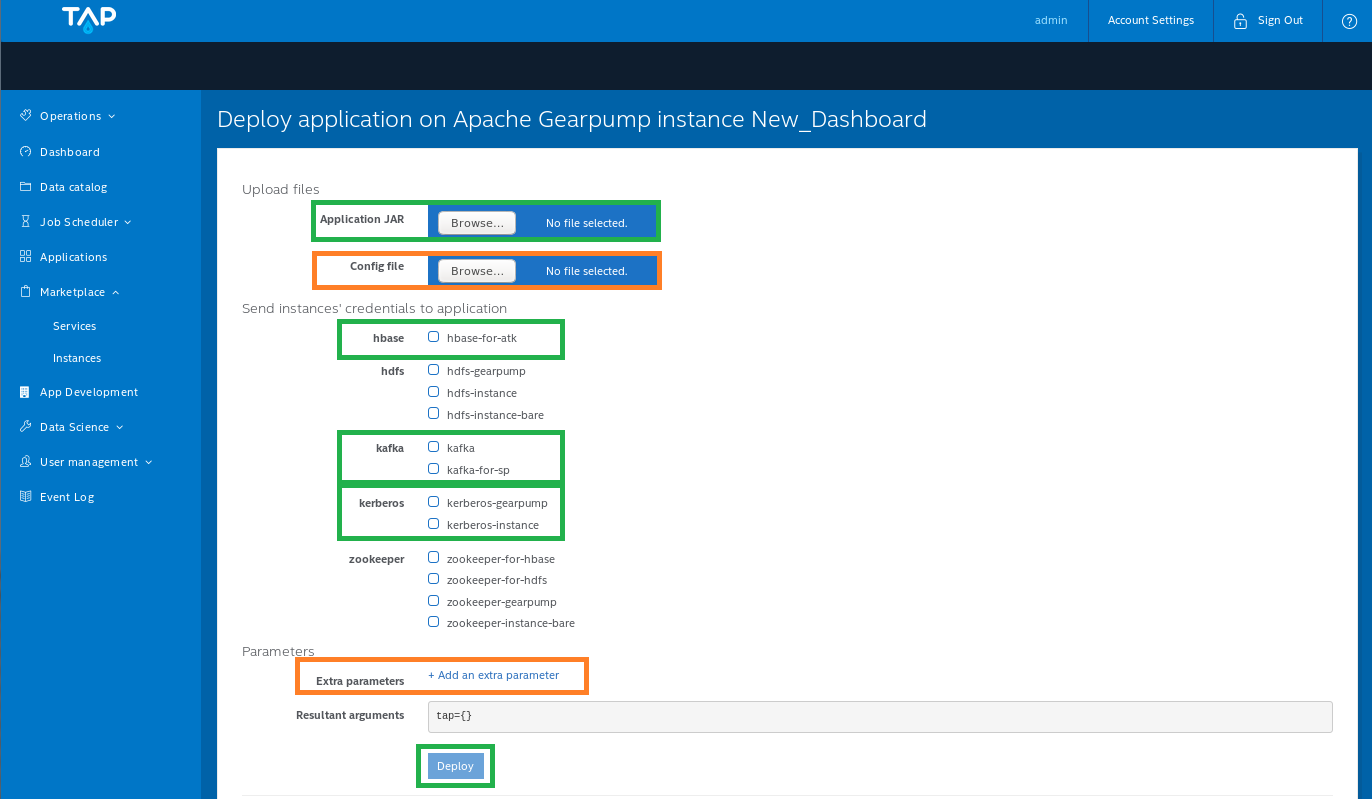 TAP
admin
Account Settings
Sign Out
?
Operations
Dashboard
Data catalog
Job Scheduler
Applications
Marketplace
Services
Instances
App Development
Data Science
User management
Event Log
Deploy application on Apache Gearpump instance New_Dashboard
Upload files
Application JAR Browse... No file selected.
Config file Browse... No file selected.
Send instances' credentials to application
hbase hbase-for-atk
hdfs hdfs-gearpump
hdfs-instance
hdfs-instance-bare
kafka kafka
kafka-for-sp
kerberos kerberos-gearpump
kerberos-instance
zookeeper zookeeper-for-hbase
zookeeper-for-hdfs
zookeeper-gearpump
zookeeper-instance-bare
Parameters
Extra parameters + Add an extra parameter
Resultant arguments tap={}
Deploy